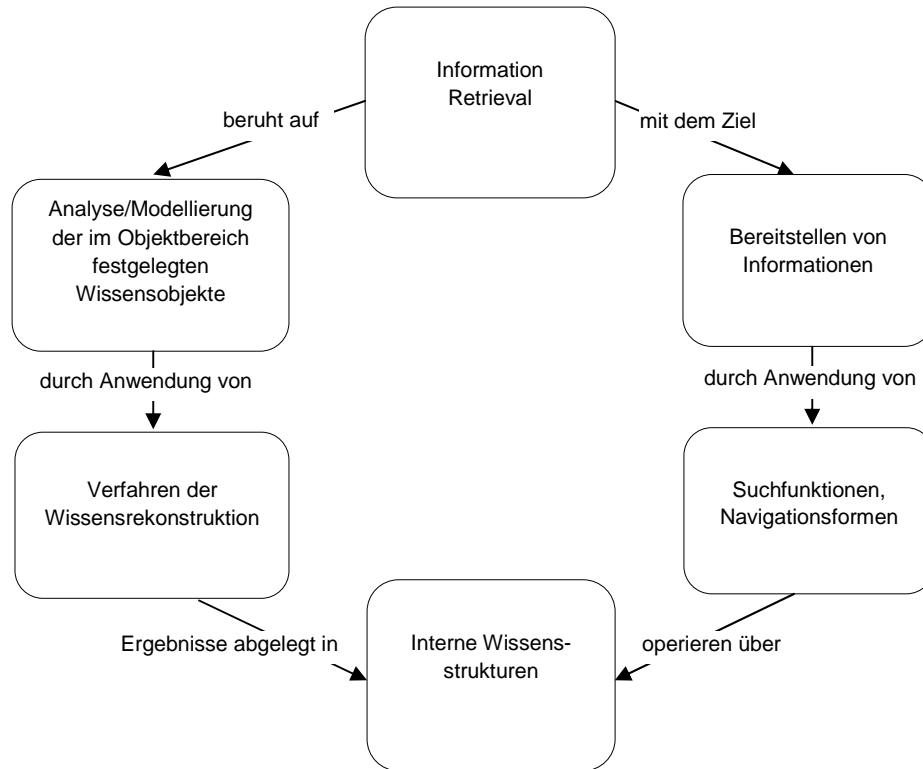 Information
Retrieval
beruht auf
mit dem Ziel
Analyse/Modellierung
der im Objektbereich
festgelegten
Wissensobjekte
Bereitstellen von
Informationen
durch Anwendung von
durch Anwendung von
Verfahren der
Wissensrekonstruktion
Suchfunktionen,
Navigationsformen
Ergebnisse abgelegt in
Interne Wissens-
strukturen
operieren über